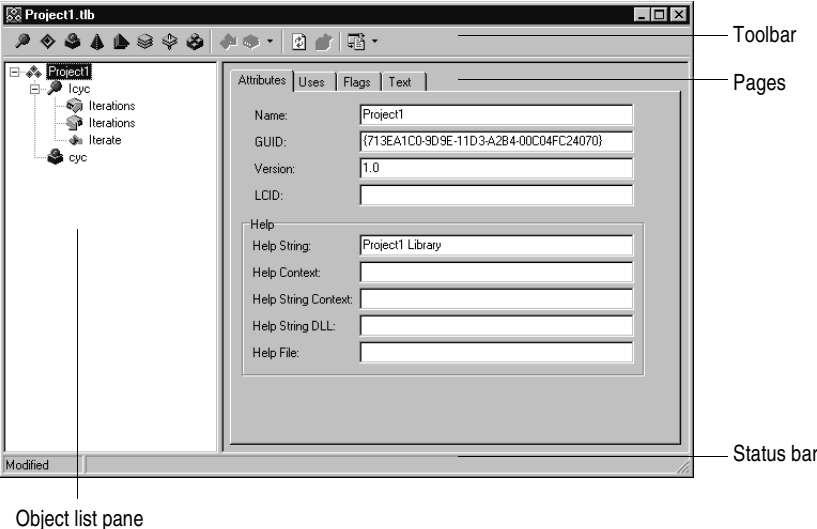 Project1.tlb
Toolbar
Pages
Project1
Icyc
Iterations
Iterations
Iterate
cyc
Attributes Uses Flags Text
Name: Project1
GUID: {713EA1C0-9D9E-11D3-A2B4-00C04FC24070}
Version: 1.0
LCID:
Help
Help String: Project1 Library
Help Context:
Help String Context:
Help String DLL:
Help File:
Modified
Status bar
Object list pane